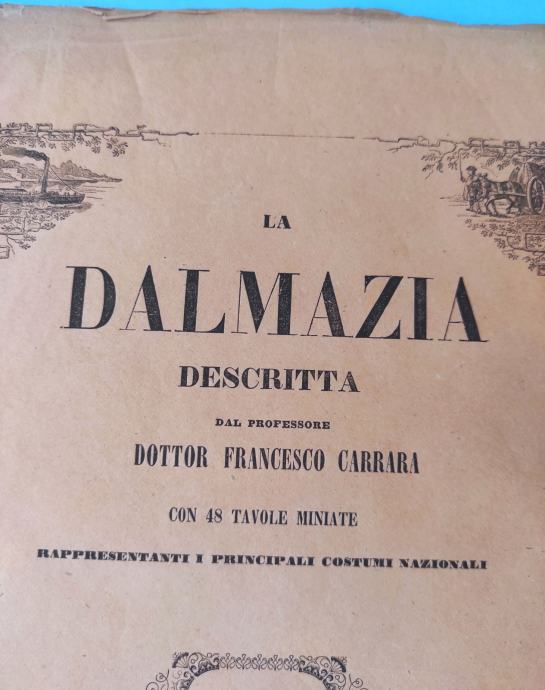 LA
DALMAZIA
DESCRITTA
DAL PROFESSORE
DOTTOR FRANCESCO CARRARA
CON 48 TAVOLE MINIATE
RAPPRESENTANTI I PRINCIPALI COSTUMI NAZIONALI